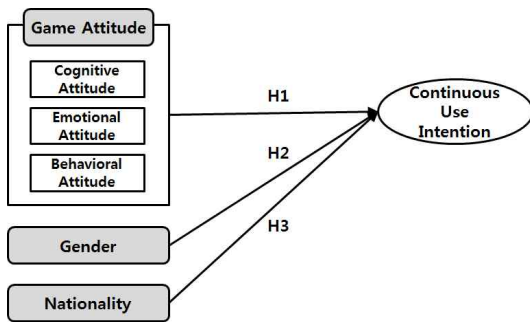 Game Attitude
Cognitive
Attitude
Emotional
Attitude
Behavioral
Attitude
H1
Continuous
Use
Intention
H2
Gender
H3
Nationality